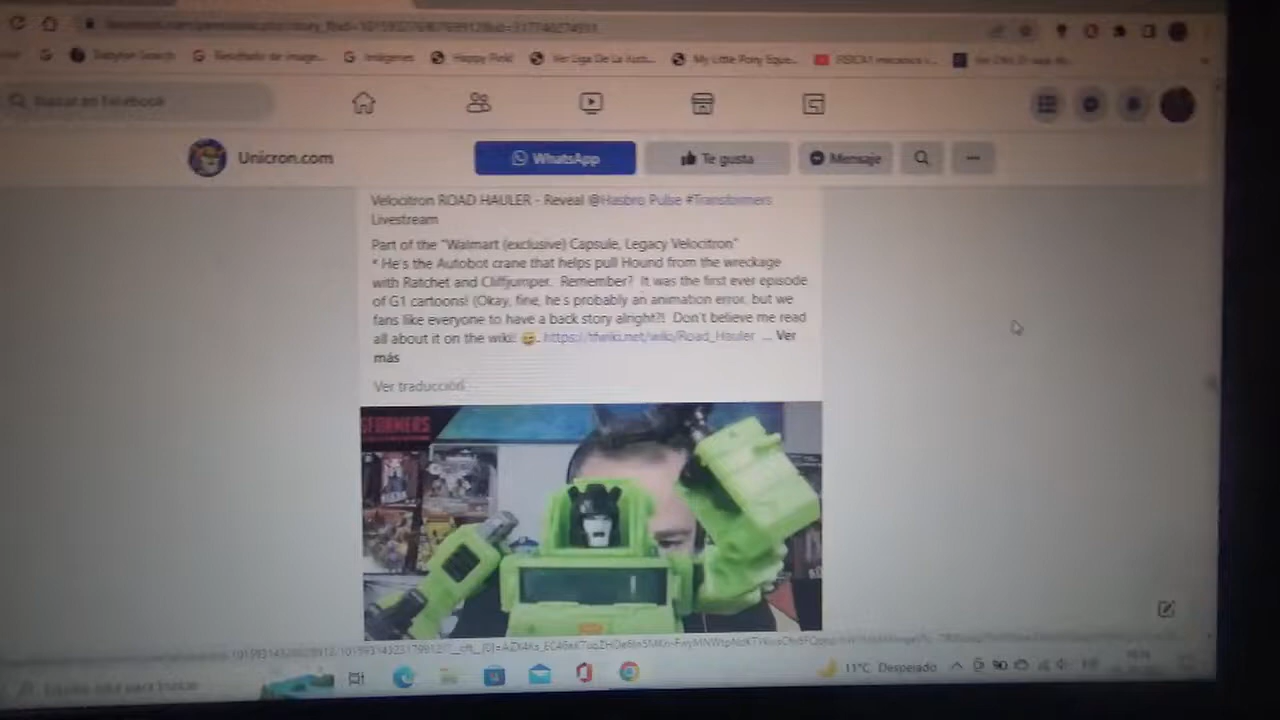 Babylon Search
Resultado de image...
Imágenes
Happy Pink!
Ver Liga De La Just...
My Little Pony Eque...
Buscar en Facebook
Unicron.com
WhatsApp
Te gusta
Mensaje
Velocitron ROAD HAULER - Reveal @Hasbro Pulse #Transformers
Livestream
Part of the "Walmart (exclusive) Capsule, Legacy Velocitron"
* He's the Autobot crane that helps pull Hound from the wreckage
with Ratchet and Cliffjumper. Remember? It was the first ever episode
of G1 cartoons! (Okay, fine, he's probably an animation error, but we
fans like everyone to have a back story alright?! Don't believe me read
all about it on the wiki! 😅. https://tfwiki.net/wiki/Road_Hauler ... Ver
más
Ver traducción
SFORMERS
11°C Despejado